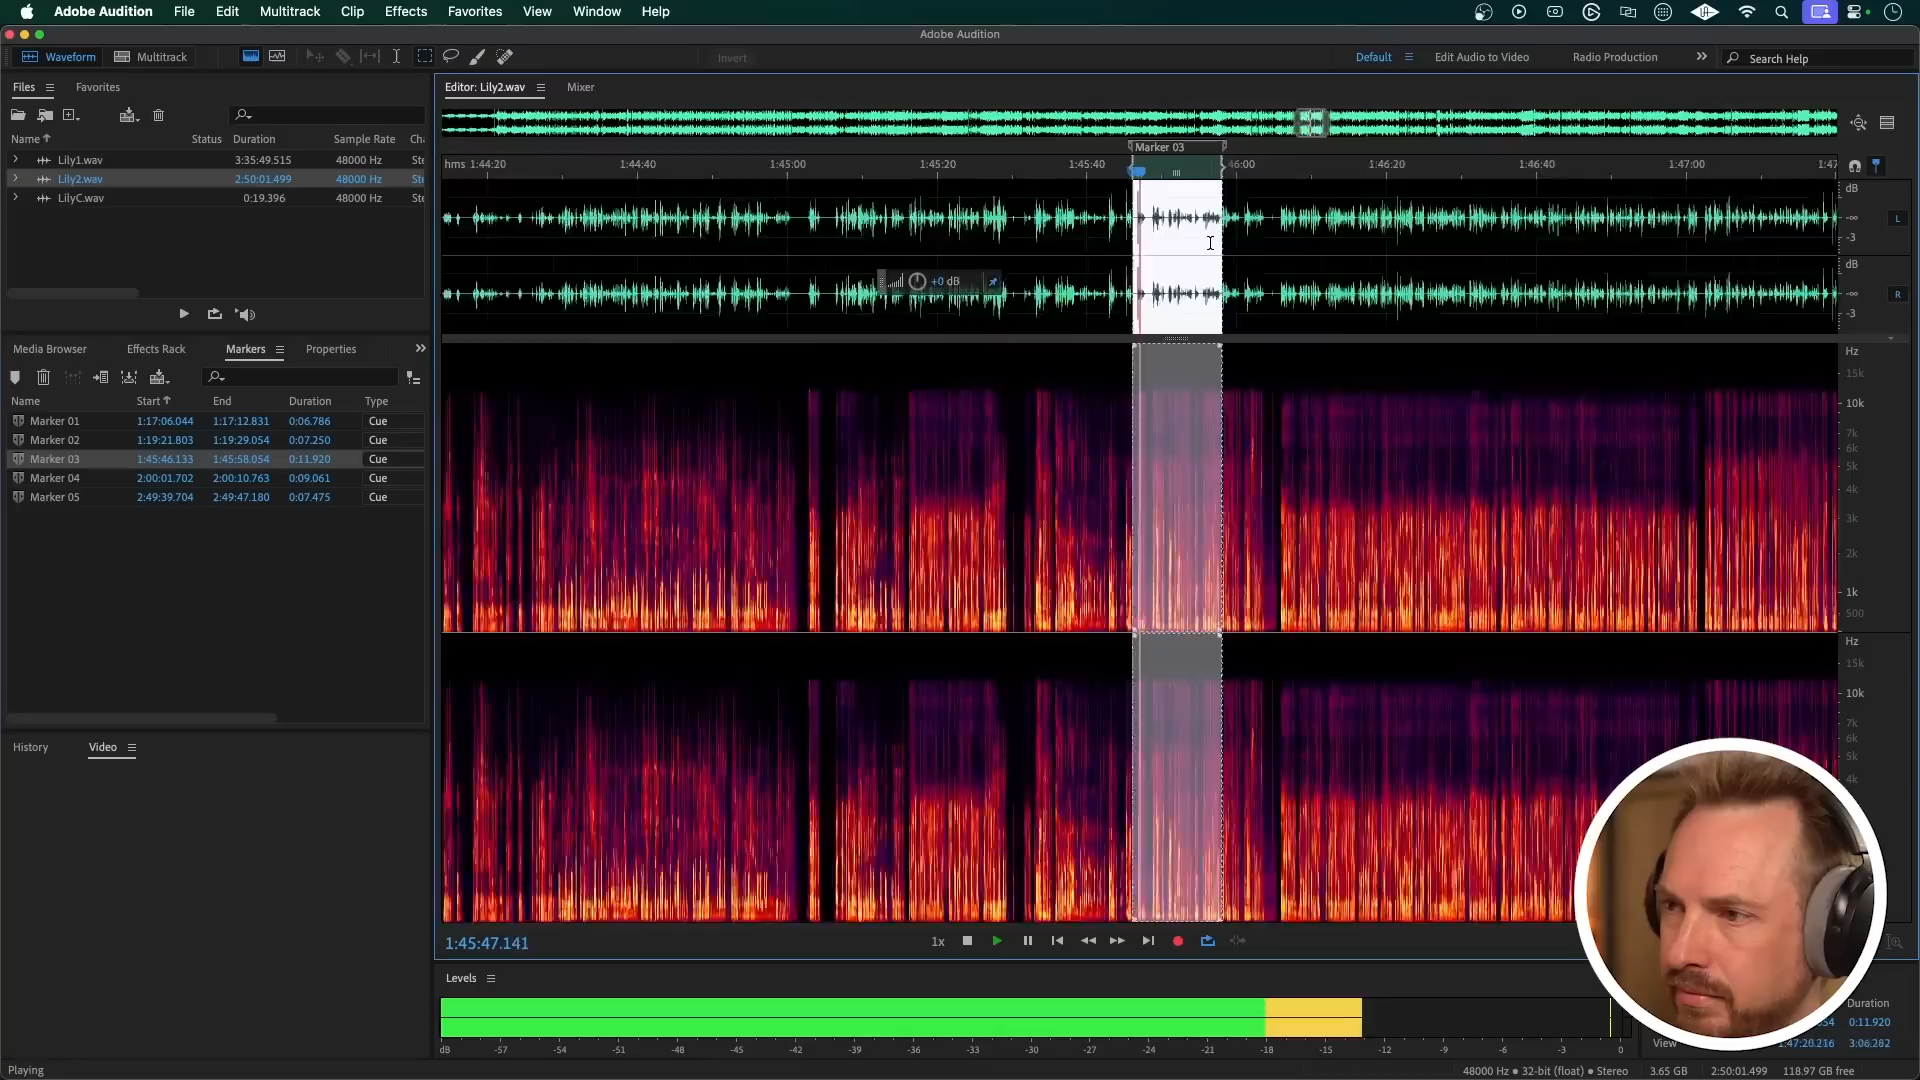 Adobe Audition File Edit Multitrack Clip Effects Favorites View Window Help
Adobe Audition
Waveform Multitrack Invert Default Edit Audio to Video Radio Production Search Help
Files Favorites
Editor: Lily2.wav Mixer
Name Status Duration Sample Rate
Lily1.wav 3:35:49.515 48000 Hz
Lily2.wav 2:50:01.499 48000 Hz
LilyC.wav 0:19.396 48000 Hz
Marker 03
hms 1:44:20 1:44:40 1:45:00 1:45:20 1:45:40 46:00 1:46:20 1:46:40 1:47:00 1:47
dB
-∞ L
-3
dB
-∞ R
-3
+0 dB
Media Browser Effects Rack Markers Properties
Name Start End Duration Type
Marker 01 1:17:06.044 1:17:12.831 0:06.786 Cue
Marker 02 1:19:21.803 1:19:29.054 0:07.250 Cue
Marker 03 1:45:46.133 1:45:58.054 0:11.920 Cue
Marker 04 2:00:01.702 2:00:10.763 0:09.061 Cue
Marker 05 2:49:39.704 2:49:47.180 0:07.475 Cue
Hz
15k
10k
7k
6k
5k
4k
3k
2k
1k
500
Hz
15k
10k
7k
6k
5k
4k
History Video
1:45:47.141 1x
Levels
dB -57 -54 -51 -48 -45 -42 -39 -36 -33 -30 -27 -24 -21 -18 -15 -12 -9 -6 -3 0
Duration
0:11.920
View 3:06.282
Playing
48000 Hz • 32-bit (float) • Stereo 3.65 GB 2:50:01.499 118.97 GB free